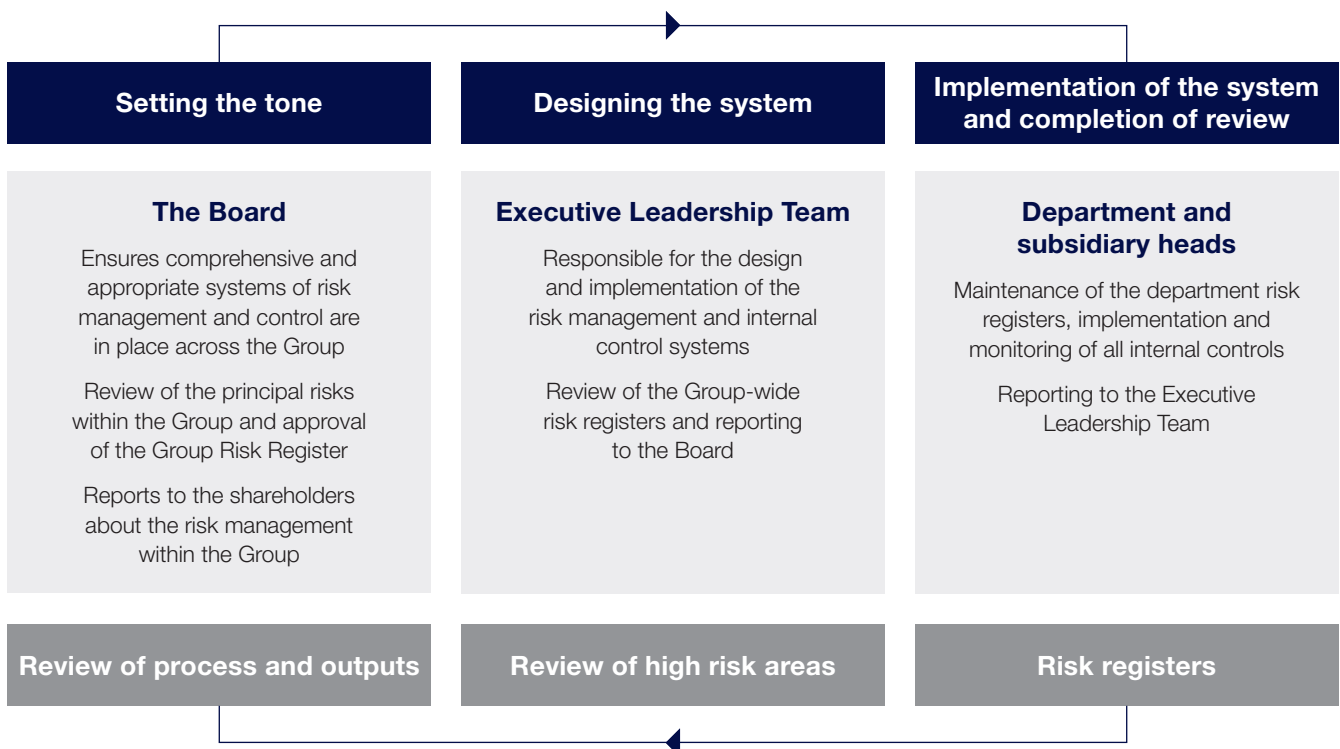 Setting the tone
Designing the system
Implementation of the system
and completion of review
The Board
Ensures comprehensive and
appropriate systems of risk
management and control are
in place across the Group
Review of the principal risks
within the Group and approval
of the Group Risk Register
Reports to the shareholders
about the risk management
within the Group
Executive Leadership Team
Responsible for the design
and implementation of the
risk management and internal
control systems
Review of the Group-wide
risk registers and reporting
to the Board
Department and
subsidiary heads
Maintenance of the department risk
registers, implementation and
monitoring of all internal controls
Reporting to the Executive
Leadership Team
Review of process and outputs
Review of high risk areas
Risk registers